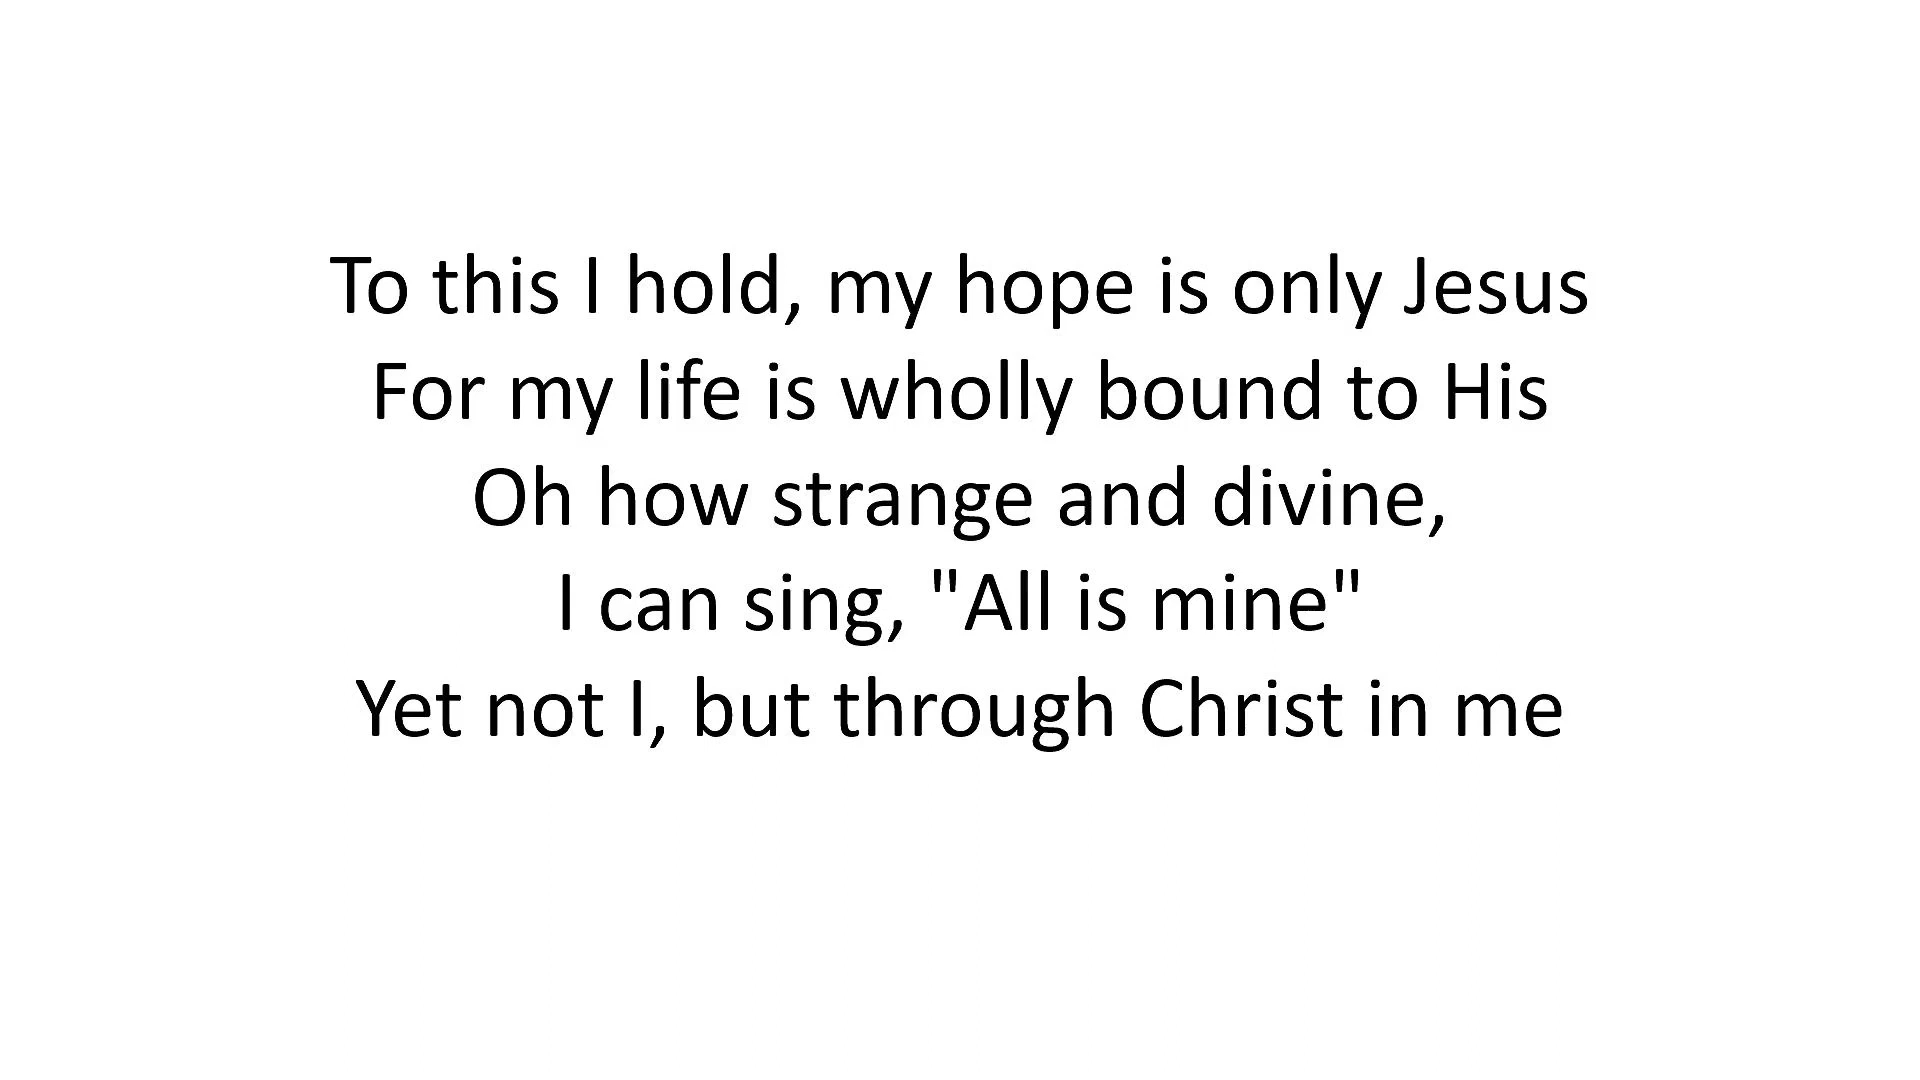 To this I hold, my hope is only Jesus
For my life is wholly bound to His
Oh how strange and divine,
I can sing, "All is mine"
Yet not I, but through Christ in me